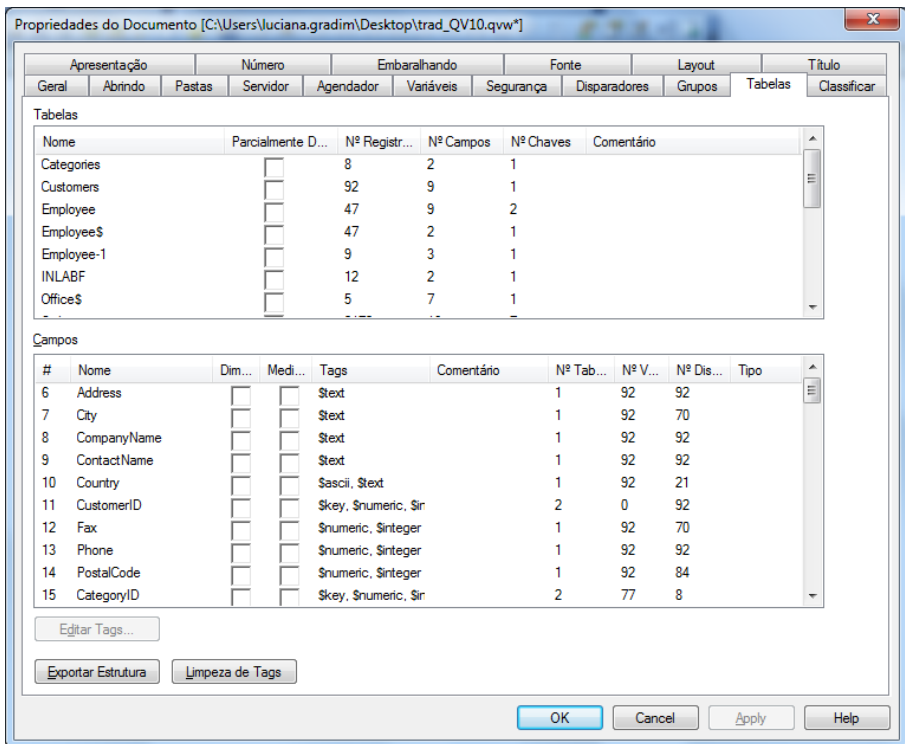 Propriedades do Documento [C:\Users\luciana.gradim\Desktop\trad_QV10.qvw*]
Apresentação Número Embaralhando Fonte Layout Título
Geral Abrindo Pastas Servidor Agendador Variáveis Segurança Disparadores Grupos Tabelas Classificar
Tabelas
Nome Parcialmente D... Nº Registr... Nº Campos Nº Chaves Comentário
Categories 8 2 1
Customers 92 9 1
Employee 47 9 2
Employee$ 47 2 1
Employee-1 9 3 1
INLABF 12 2 1
Office$ 5 7 1
Campos
# Nome Dim... Medi... Tags Comentário Nº Tab... Nº V... Nº Dis... Tipo
6 Address $text 1 92 92
7 City $text 1 92 70
8 CompanyName $text 1 92 92
9 ContactName $text 1 92 92
10 Country $ascii, $text 1 92 21
11 CustomerID $key, $numeric, $in 2 0 92
12 Fax $numeric, $integer 1 92 70
13 Phone $numeric, $integer 1 92 92
14 PostalCode $numeric, $integer 1 92 84
15 CategoryID $key, $numeric, $in 2 77 8
Editar Tags...
Exportar Estrutura Limpeza de Tags
OK Cancel Apply Help